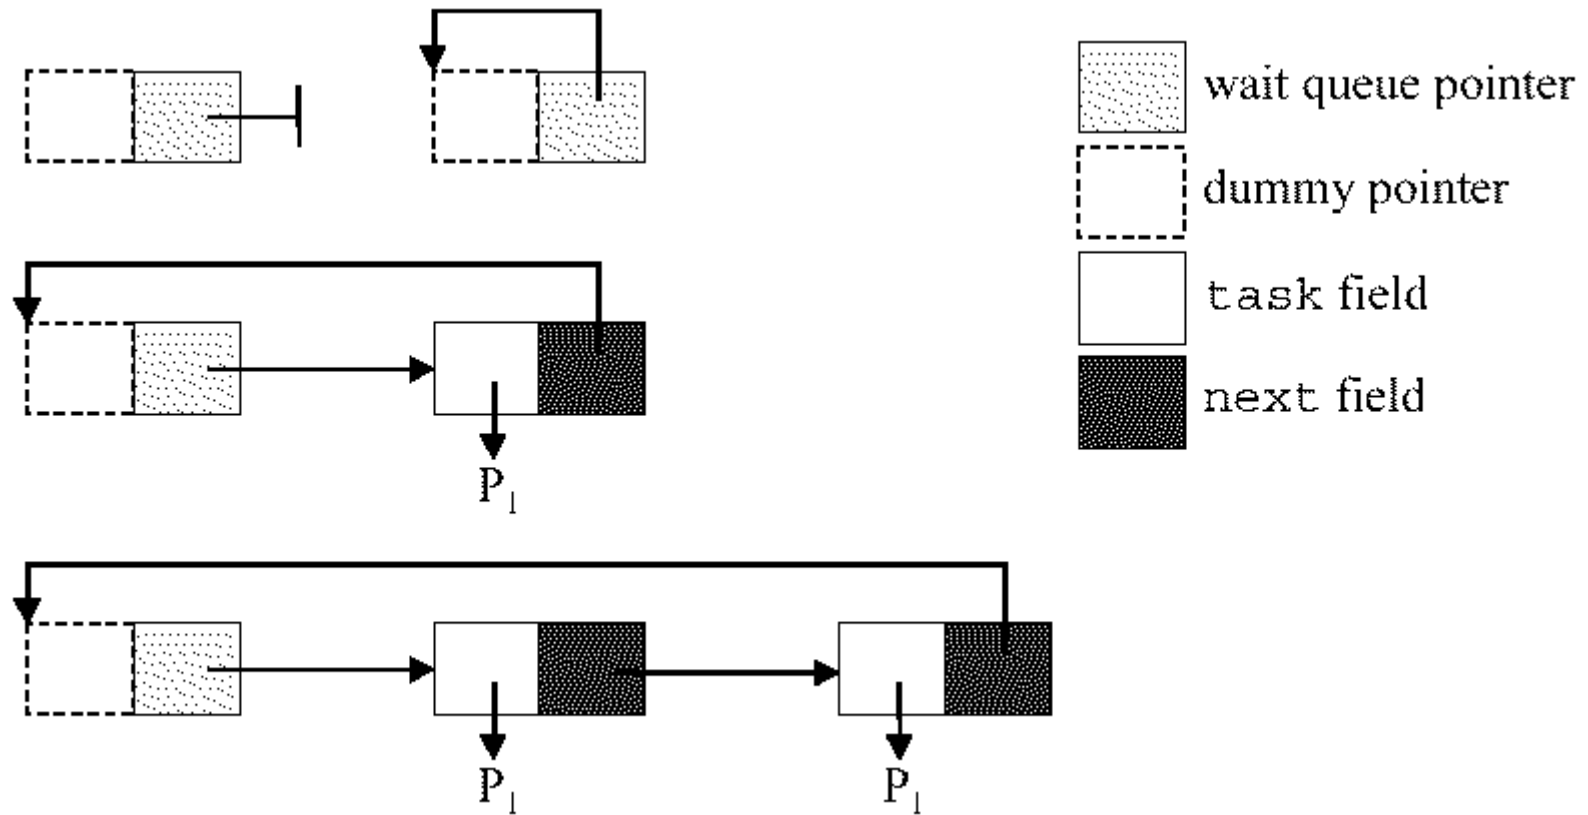 wait queue pointer
dummy pointer
task field
next field
P1
P1 P1